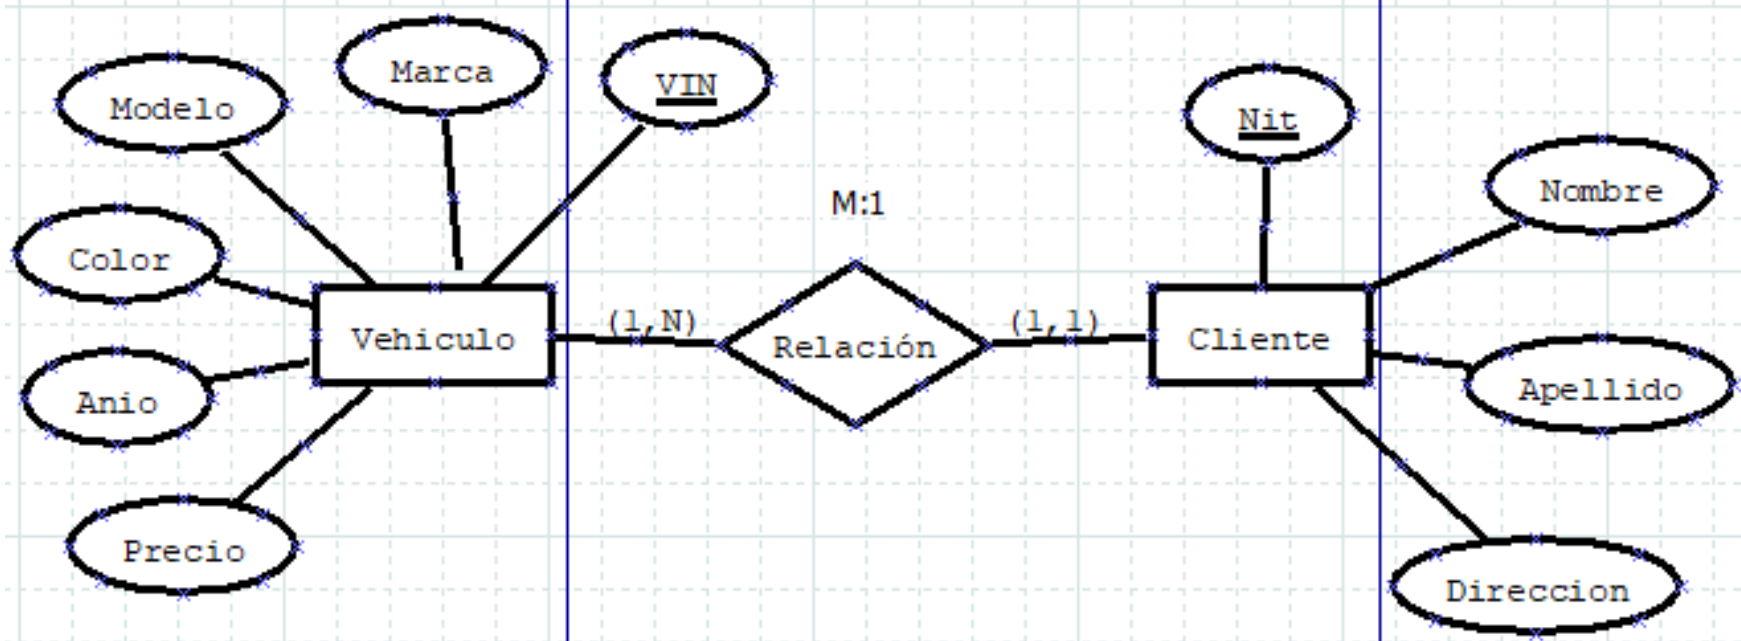 Marca
VIN
Modelo
Nit
Nombre
M:1
Color
(1,N)
(1,1)
Vehiculo
Relación
Cliente
Anio
Apellido
Precio
Direccion